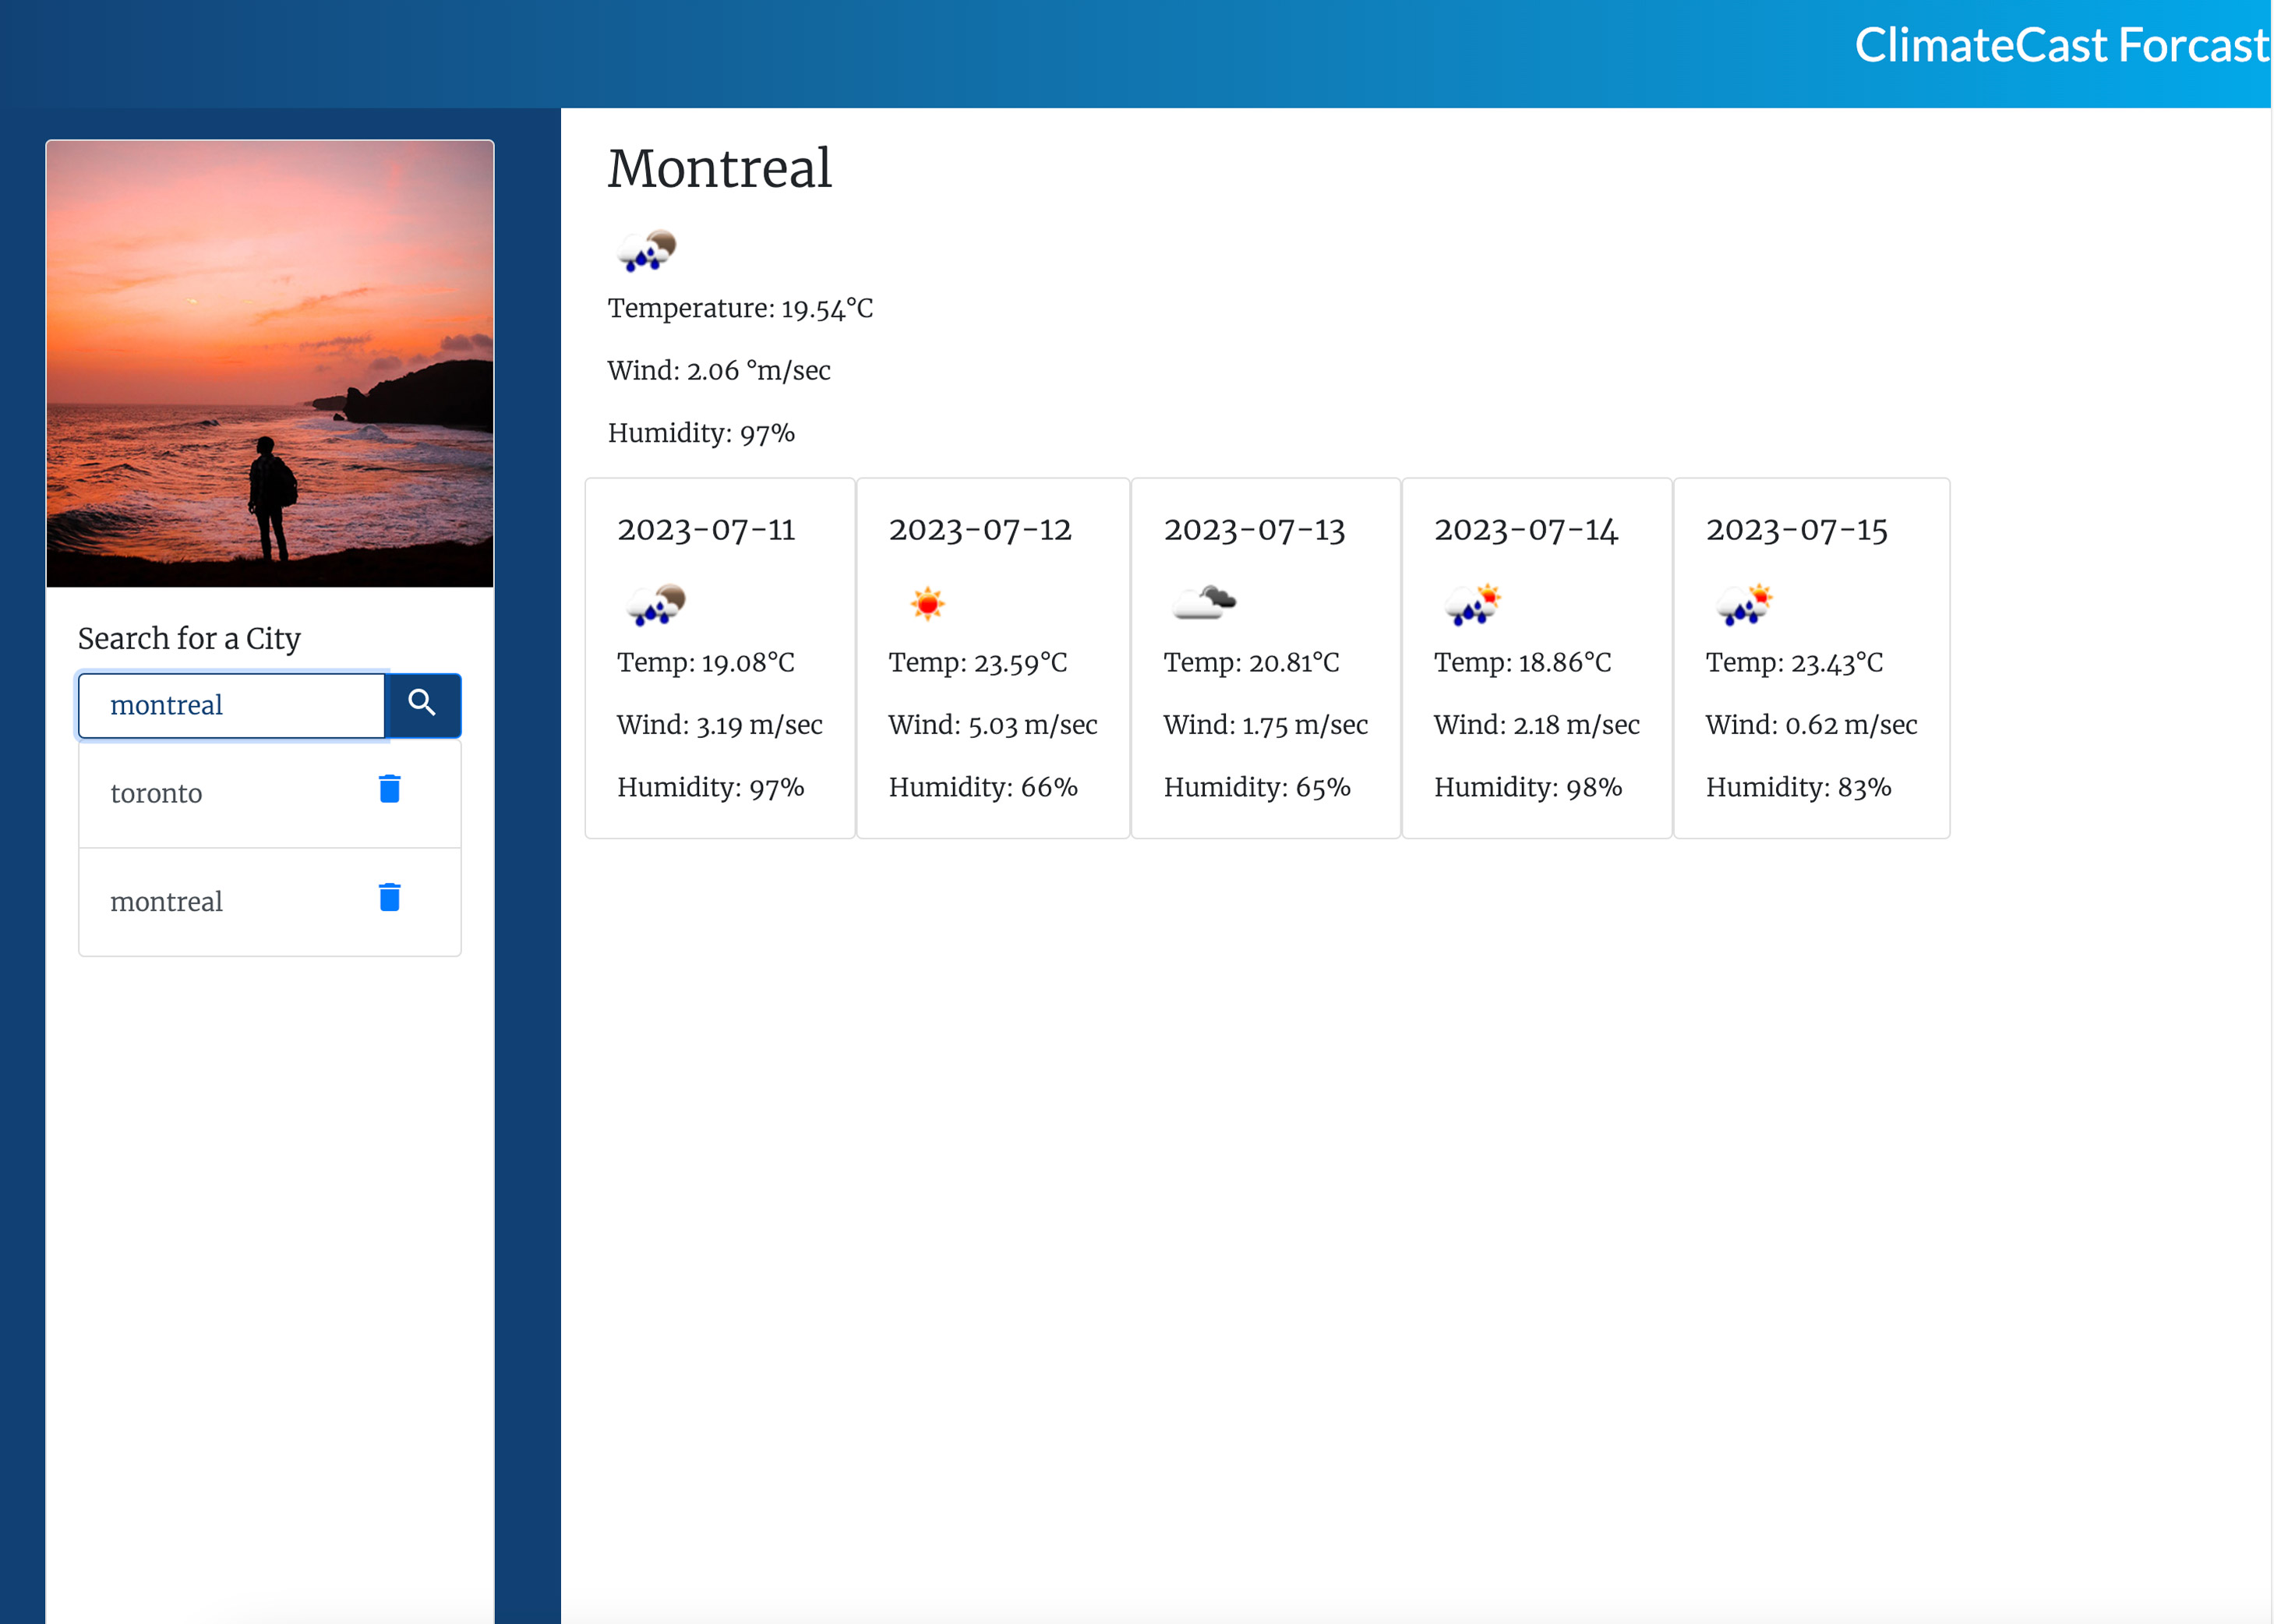 ClimateCast Forcast
Search for a City
montreal
toronto
montreal
Montreal
Temperature: 19.54°C
Wind: 2.06 °m/sec
Humidity: 97%
2023-07-11
Temp: 19.08°C
Wind: 3.19 m/sec
Humidity: 97%
2023-07-12
Temp: 23.59°C
Wind: 5.03 m/sec
Humidity: 66%
2023-07-13
Temp: 20.81°C
Wind: 1.75 m/sec
Humidity: 65%
2023-07-14
Temp: 18.86°C
Wind: 2.18 m/sec
Humidity: 98%
2023-07-15
Temp: 23.43°C
Wind: 0.62 m/sec
Humidity: 83%